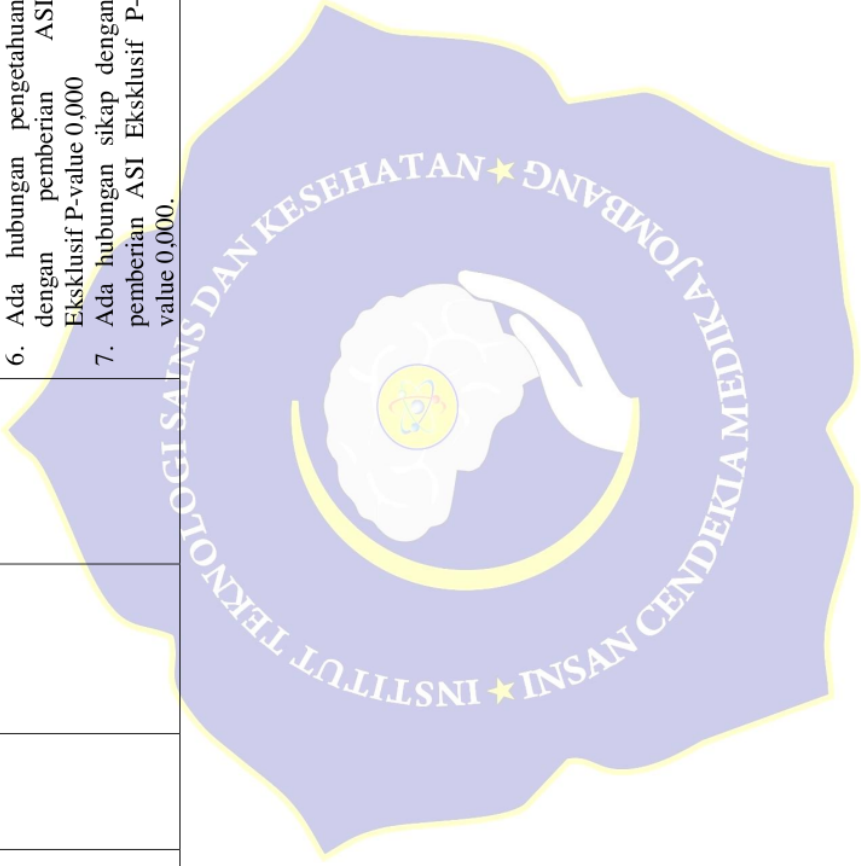 6. Ada hubungan pengetahuan
dengan pemberian ASI
Eksklusif P-value 0,000
7. Ada hubungan sikap dengan
pemberian ASI Eksklusif P-
value 0,000.
INSTITUT TEKNOLOGI SAINS DAN KESEHATAN
INSAN CENDEKIA MEDIKA JOMBANG